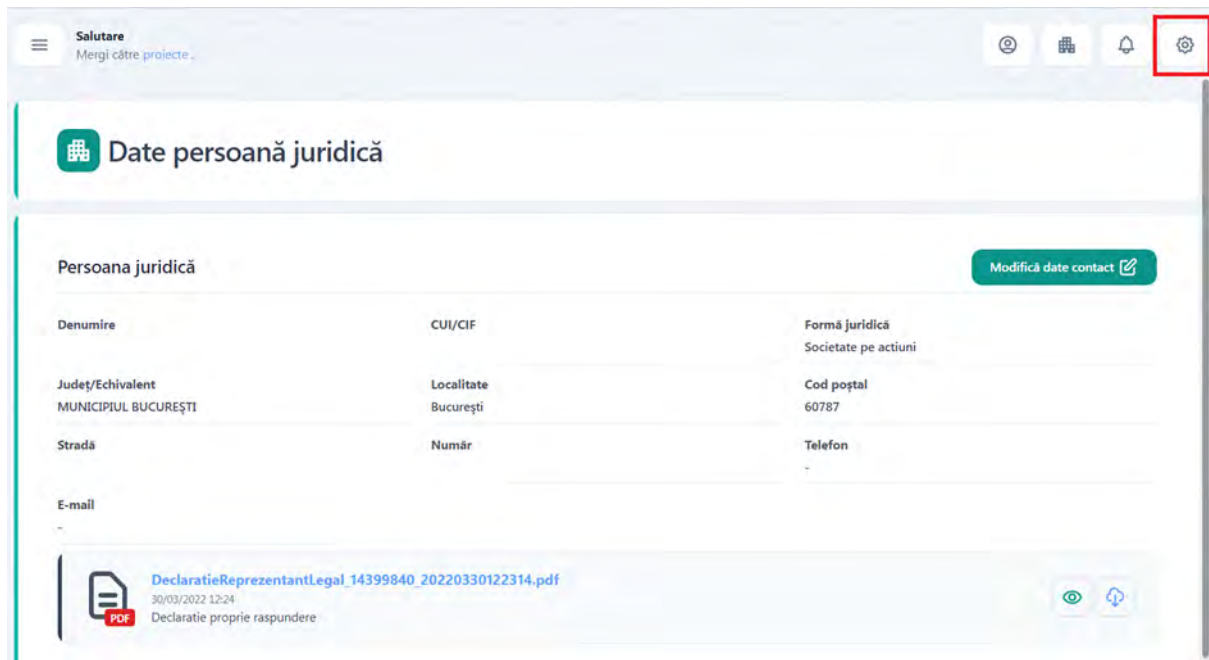 Salutare
Mergi către proiecte .
Date persoană juridică
Persoana juridică
Modifică date contact
Denumire
CUI/CIF
Formă juridică
Societate pe actiuni
Județ/Echivalent
Localitate
Cod poștal
MUNICIPIUL BUCUREȘTI
București
60787
Stradă
Număr
Telefon
-
E-mail
-
DeclaratieReprezentantLegal_14399840_20220330122314.pdf
30/03/2022 12:24
PDF
Declaratie proprie raspundere